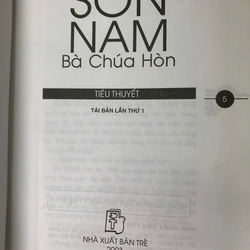 SƠN
NAM
Bà Chúa Hòn
TIỂU THUYẾT
5
TÁI BẢN LẦN THỨ 1
NHÀ XUẤT BẢN TRẺ